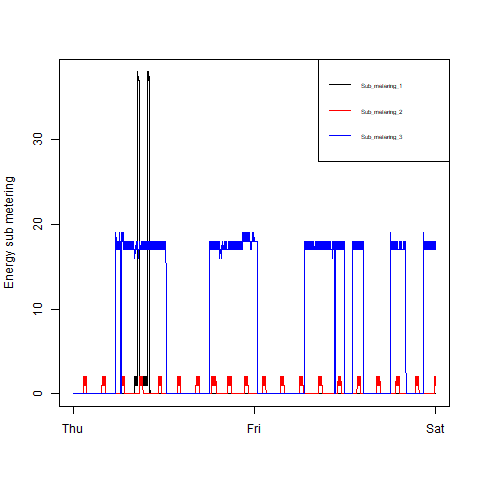 Sub_metering_1
Sub_metering_2
Sub_metering_3
Energy sub metering
30
20
10
0
Thu Fri Sat